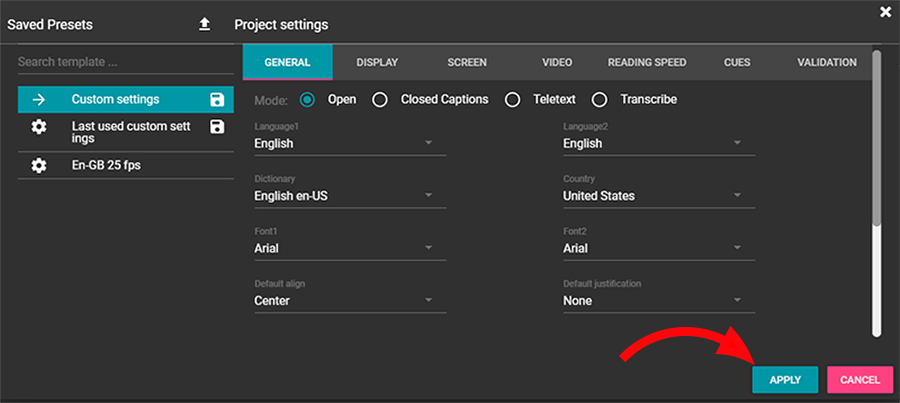 Saved Presets
Project settings
Search template ...
GENERAL DISPLAY SCREEN VIDEO READING SPEED CUES VALIDATION
Custom settings
Last used custom sett
ings
En-GB 25 fps
Mode: Open Closed Captions Teletext Transcribe
Language1 Language2
English English
Dictionary Country
English en-US United States
Font1 Font2
Arial Arial
Default align Default justification
Center None
APPLY CANCEL